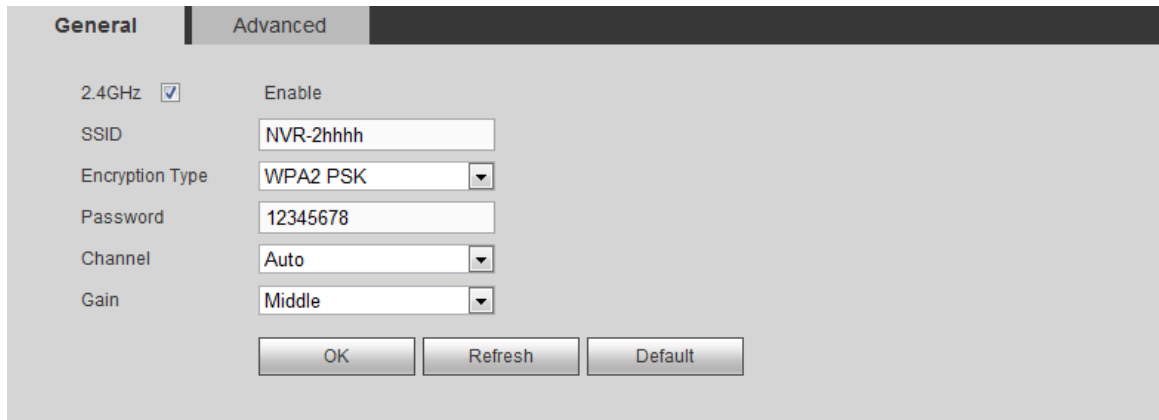 General Advanced
2.4GHz Enable
SSID NVR-2hhhh
Encryption Type WPA2 PSK
Password 12345678
Channel Auto
Gain Middle
OK Refresh Default